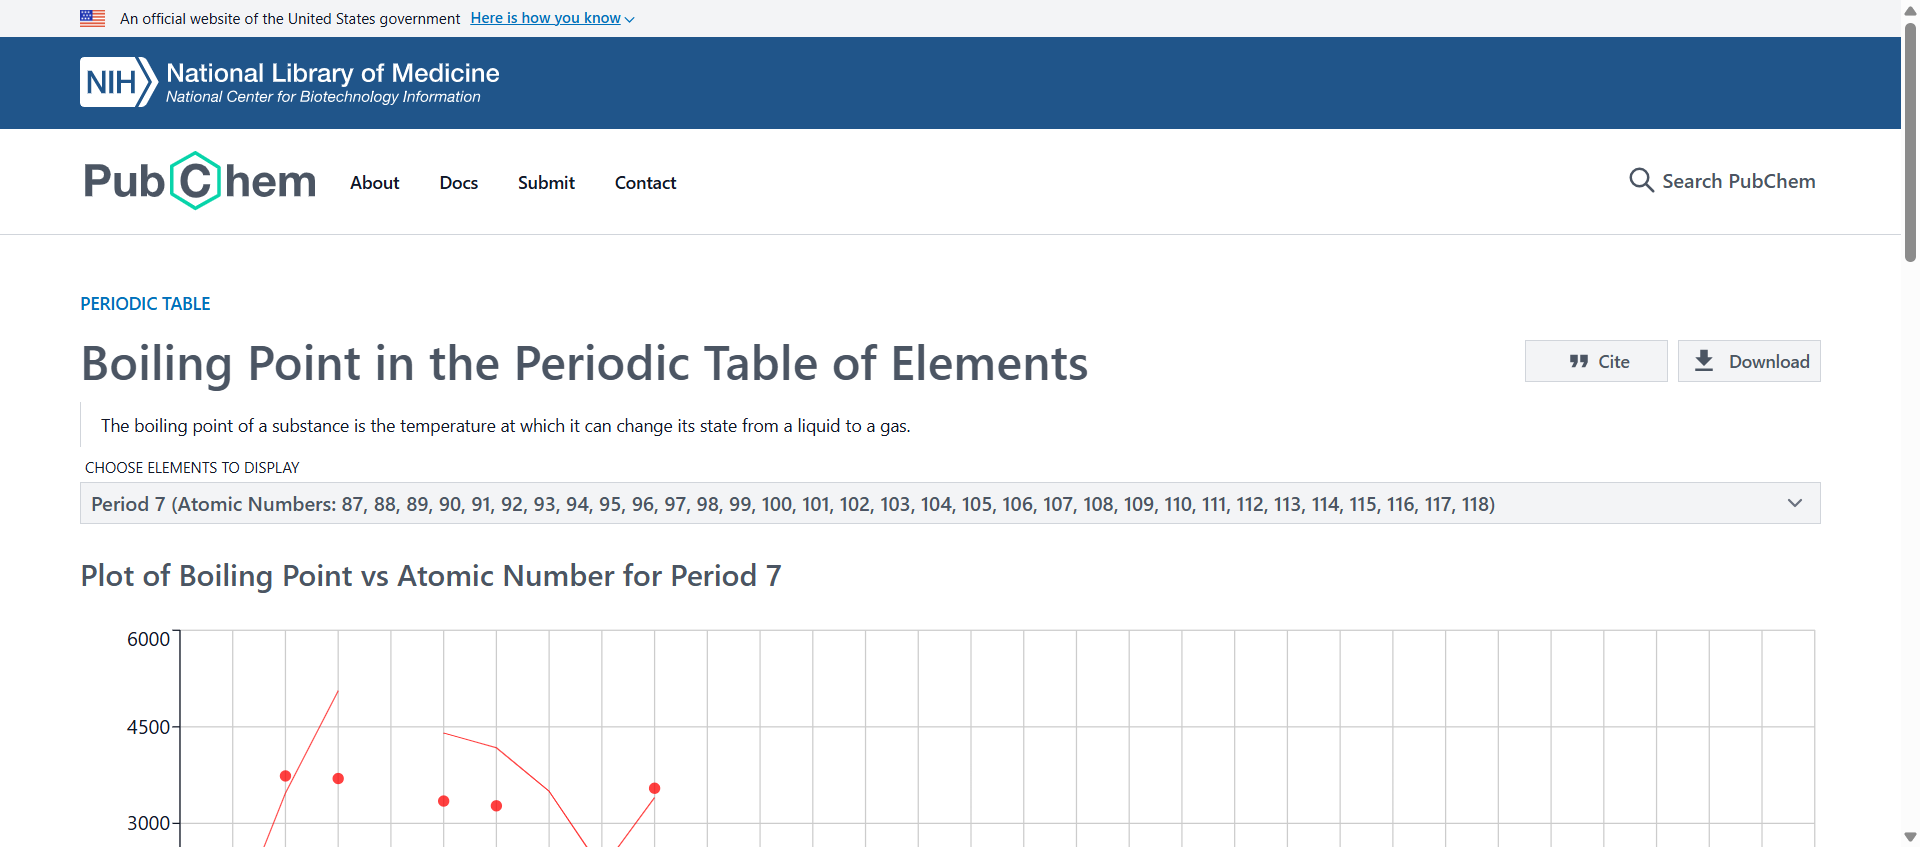 An official website of the United States government Here is how you know
NIH National Library of Medicine
National Center for Biotechnology Information
PubChem About Docs Submit Contact Search PubChem
PERIODIC TABLE
Boiling Point in the Periodic Table of Elements
Cite Download
The boiling point of a substance is the temperature at which it can change its state from a liquid to a gas.
CHOOSE ELEMENTS TO DISPLAY
Period 7 (Atomic Numbers: 87, 88, 89, 90, 91, 92, 93, 94, 95, 96, 97, 98, 99, 100, 101, 102, 103, 104, 105, 106, 107, 108, 109, 110, 111, 112, 113, 114, 115, 116, 117, 118)
Plot of Boiling Point vs Atomic Number for Period 7
6000
4500
3000